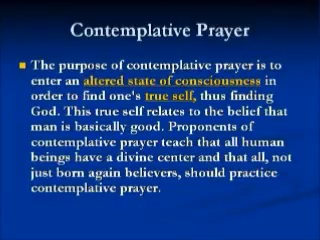 Contemplative Prayer
The purpose of contemplative prayer is to
enter an altered state of consciousness in
order to find one's true self, thus finding
God. This true self relates to the belief that
man is basically good. Proponents of
contemplative prayer teach that all human
beings have a divine center and that all, not
just born again believers, should practice
contemplative prayer.